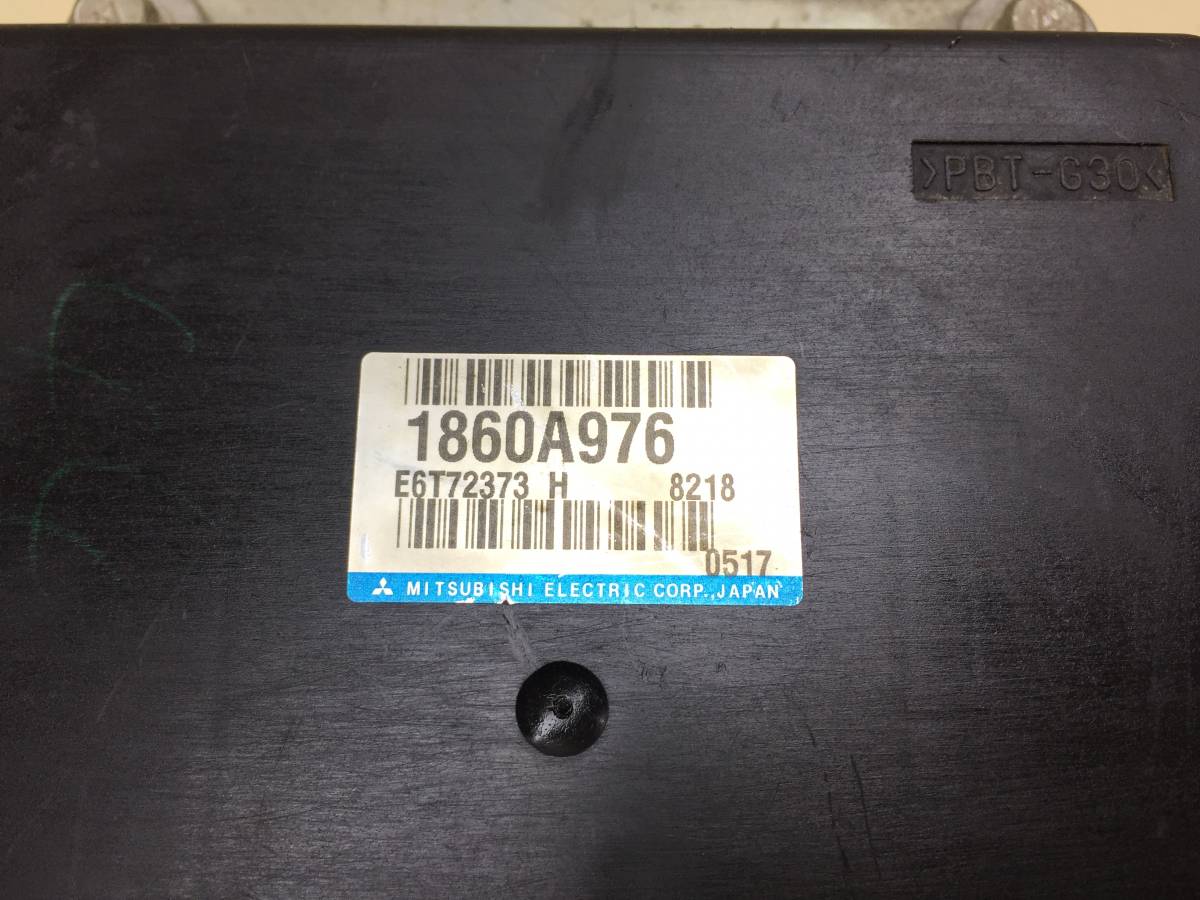 >PBT-G30<
1860A976
E6T72373 H 8218
0517
MITSUBISHI ELECTRIC CORP.,JAPAN